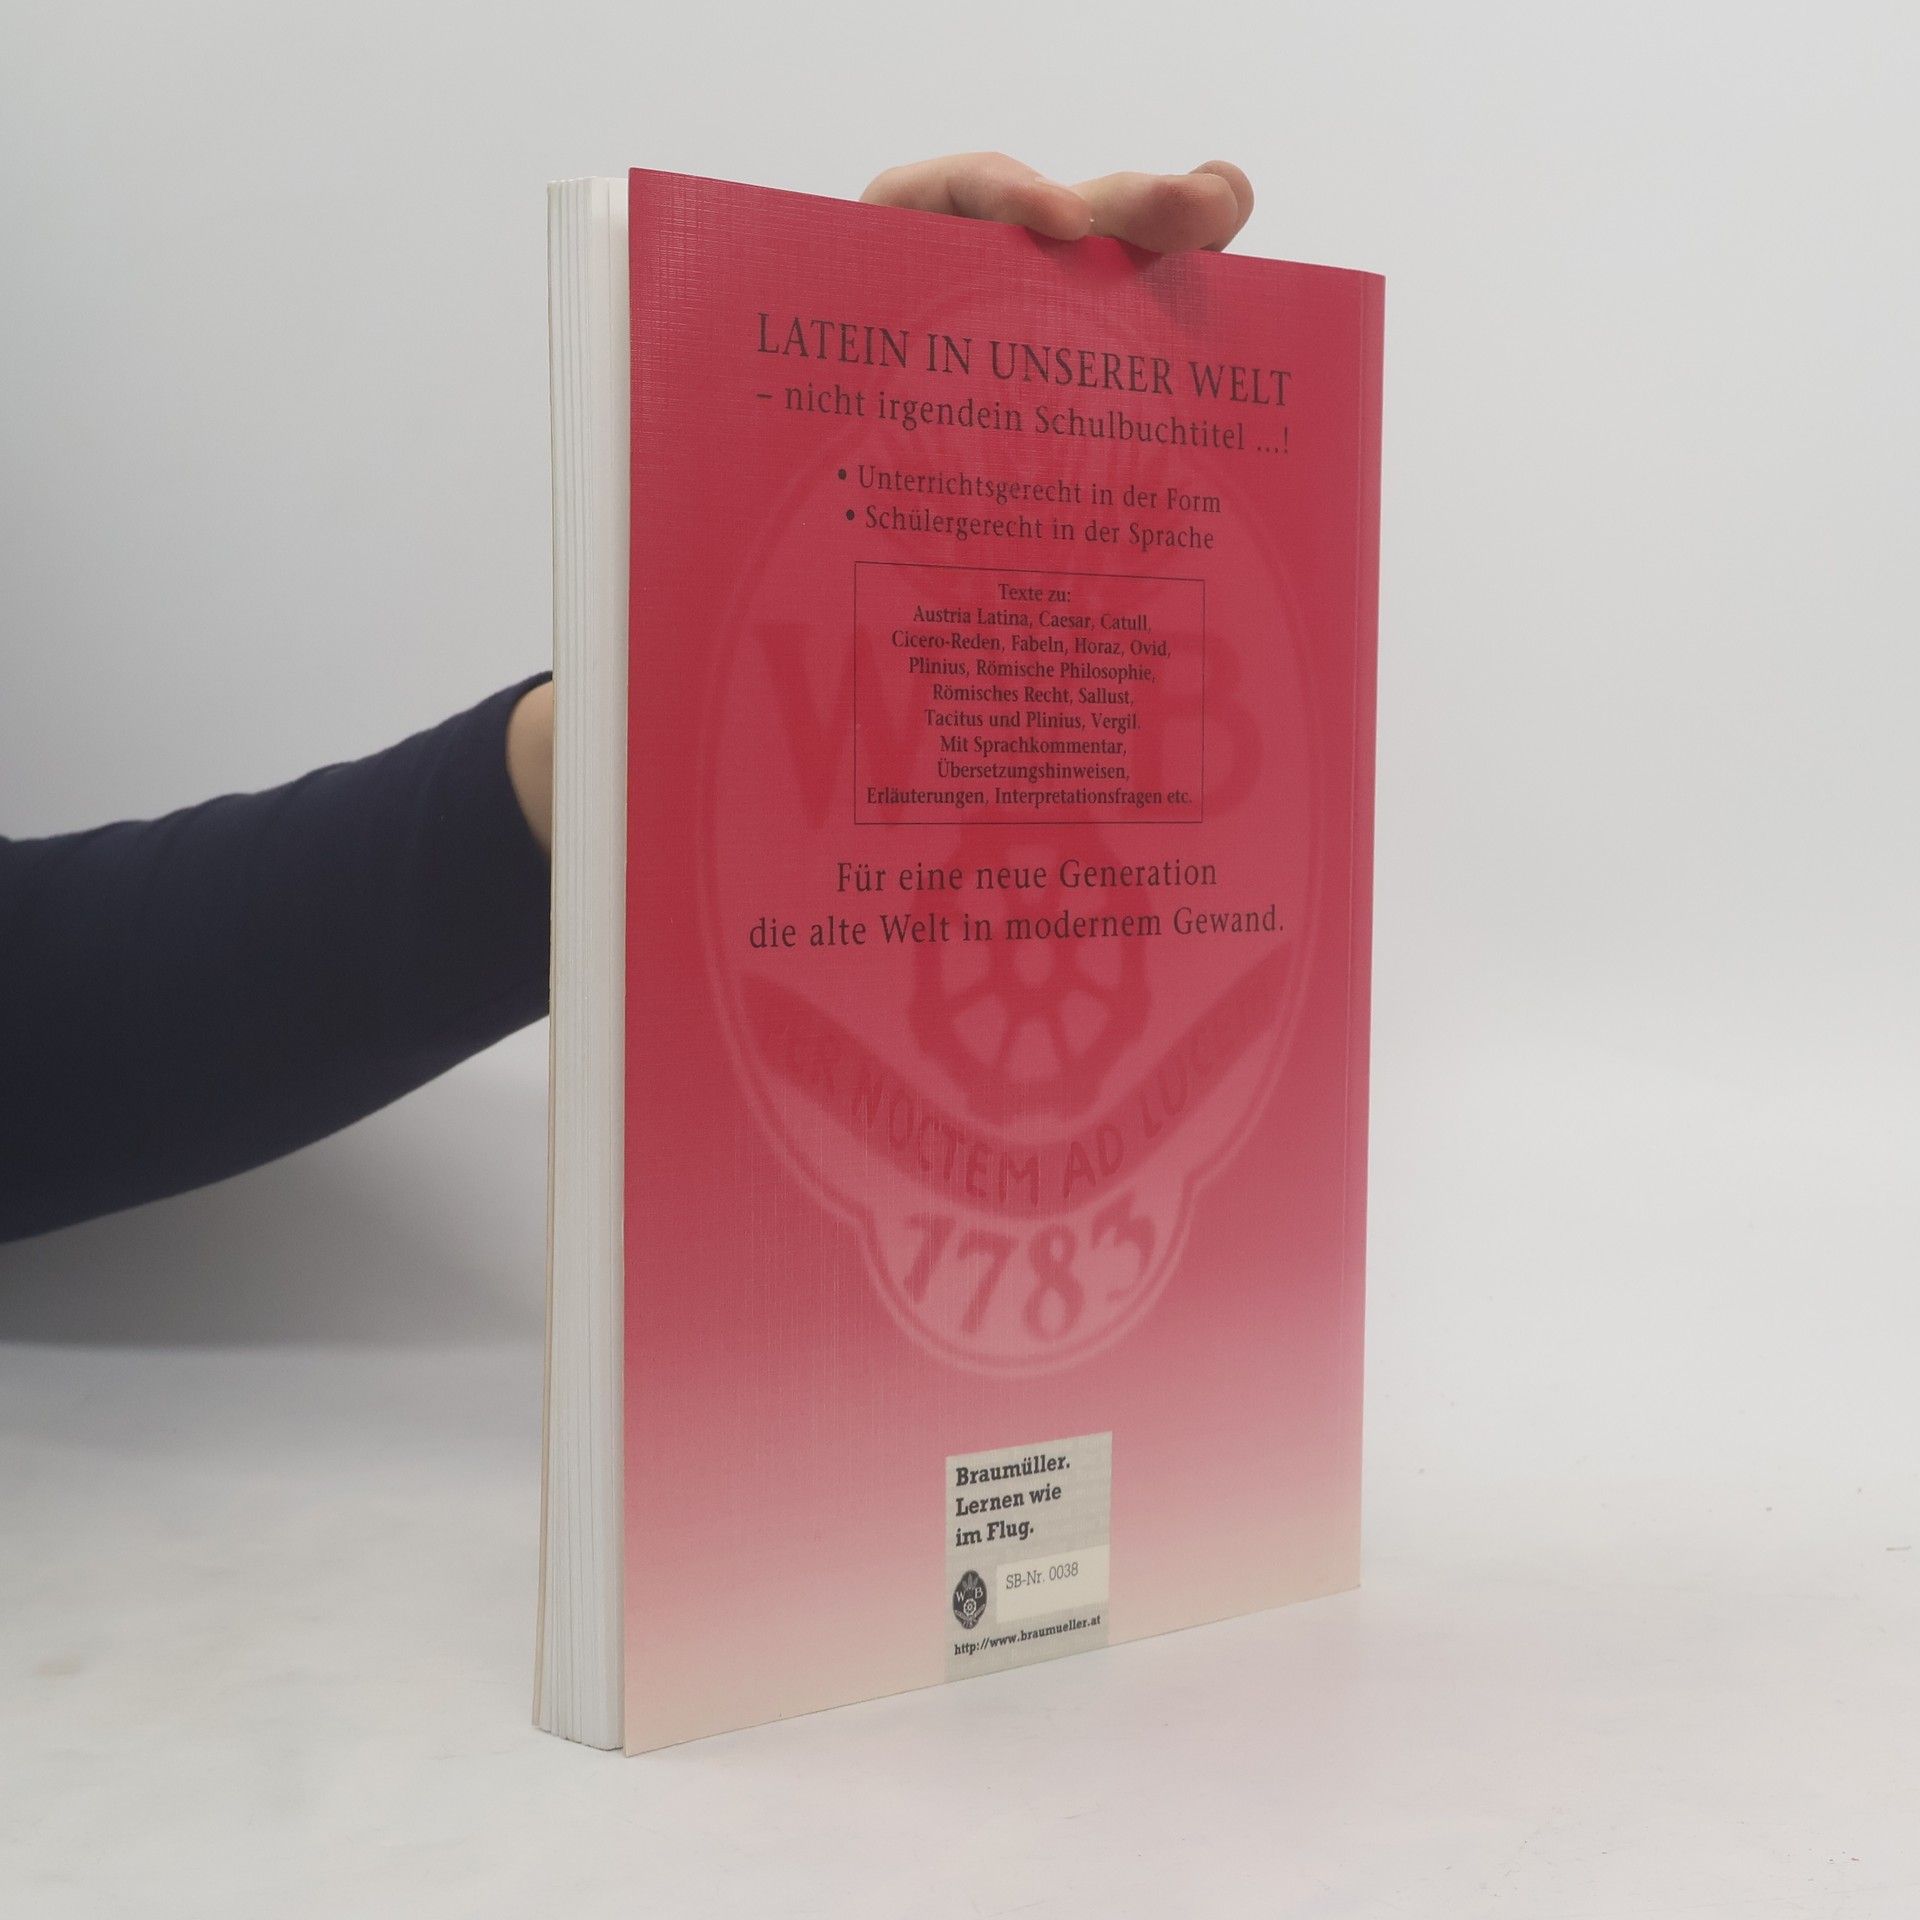 LATEIN IN UNSERER WELT
– nicht irgendein Schulbuchtitel ...!
• Unterrichtsgerecht in der Form
• Schülergerecht in der Sprache
Texte zu:
Austria Latina, Caesar, Catull,
Cicero-Reden, Fabeln, Horaz, Ovid,
Plinius, Römische Philosophie,
Römisches Recht, Sallust,
Tacitus und Plinius, Vergil.
Mit Sprachkommentar,
Übersetzungshinweisen,
Erläuterungen, Interpretationsfragen etc.
W B
Für eine neue Generation
die alte Welt in modernem Gewand.
NOCTEM AD
1783
Braumüller.
Lernen wie
im Flug.
SB-Nr. 0038
W B
http://www.braumueller.at